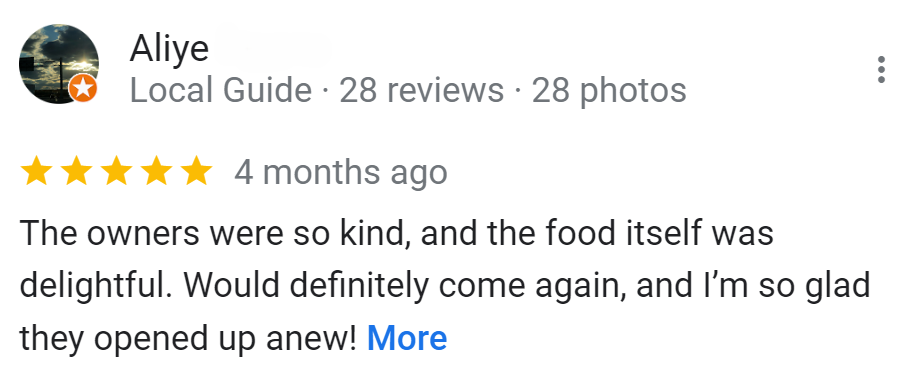 Aliye
Local Guide · 28 reviews · 28 photos
4 months ago
The owners were so kind, and the food itself was
delightful. Would definitely come again, and I’m so glad
they opened up anew! More